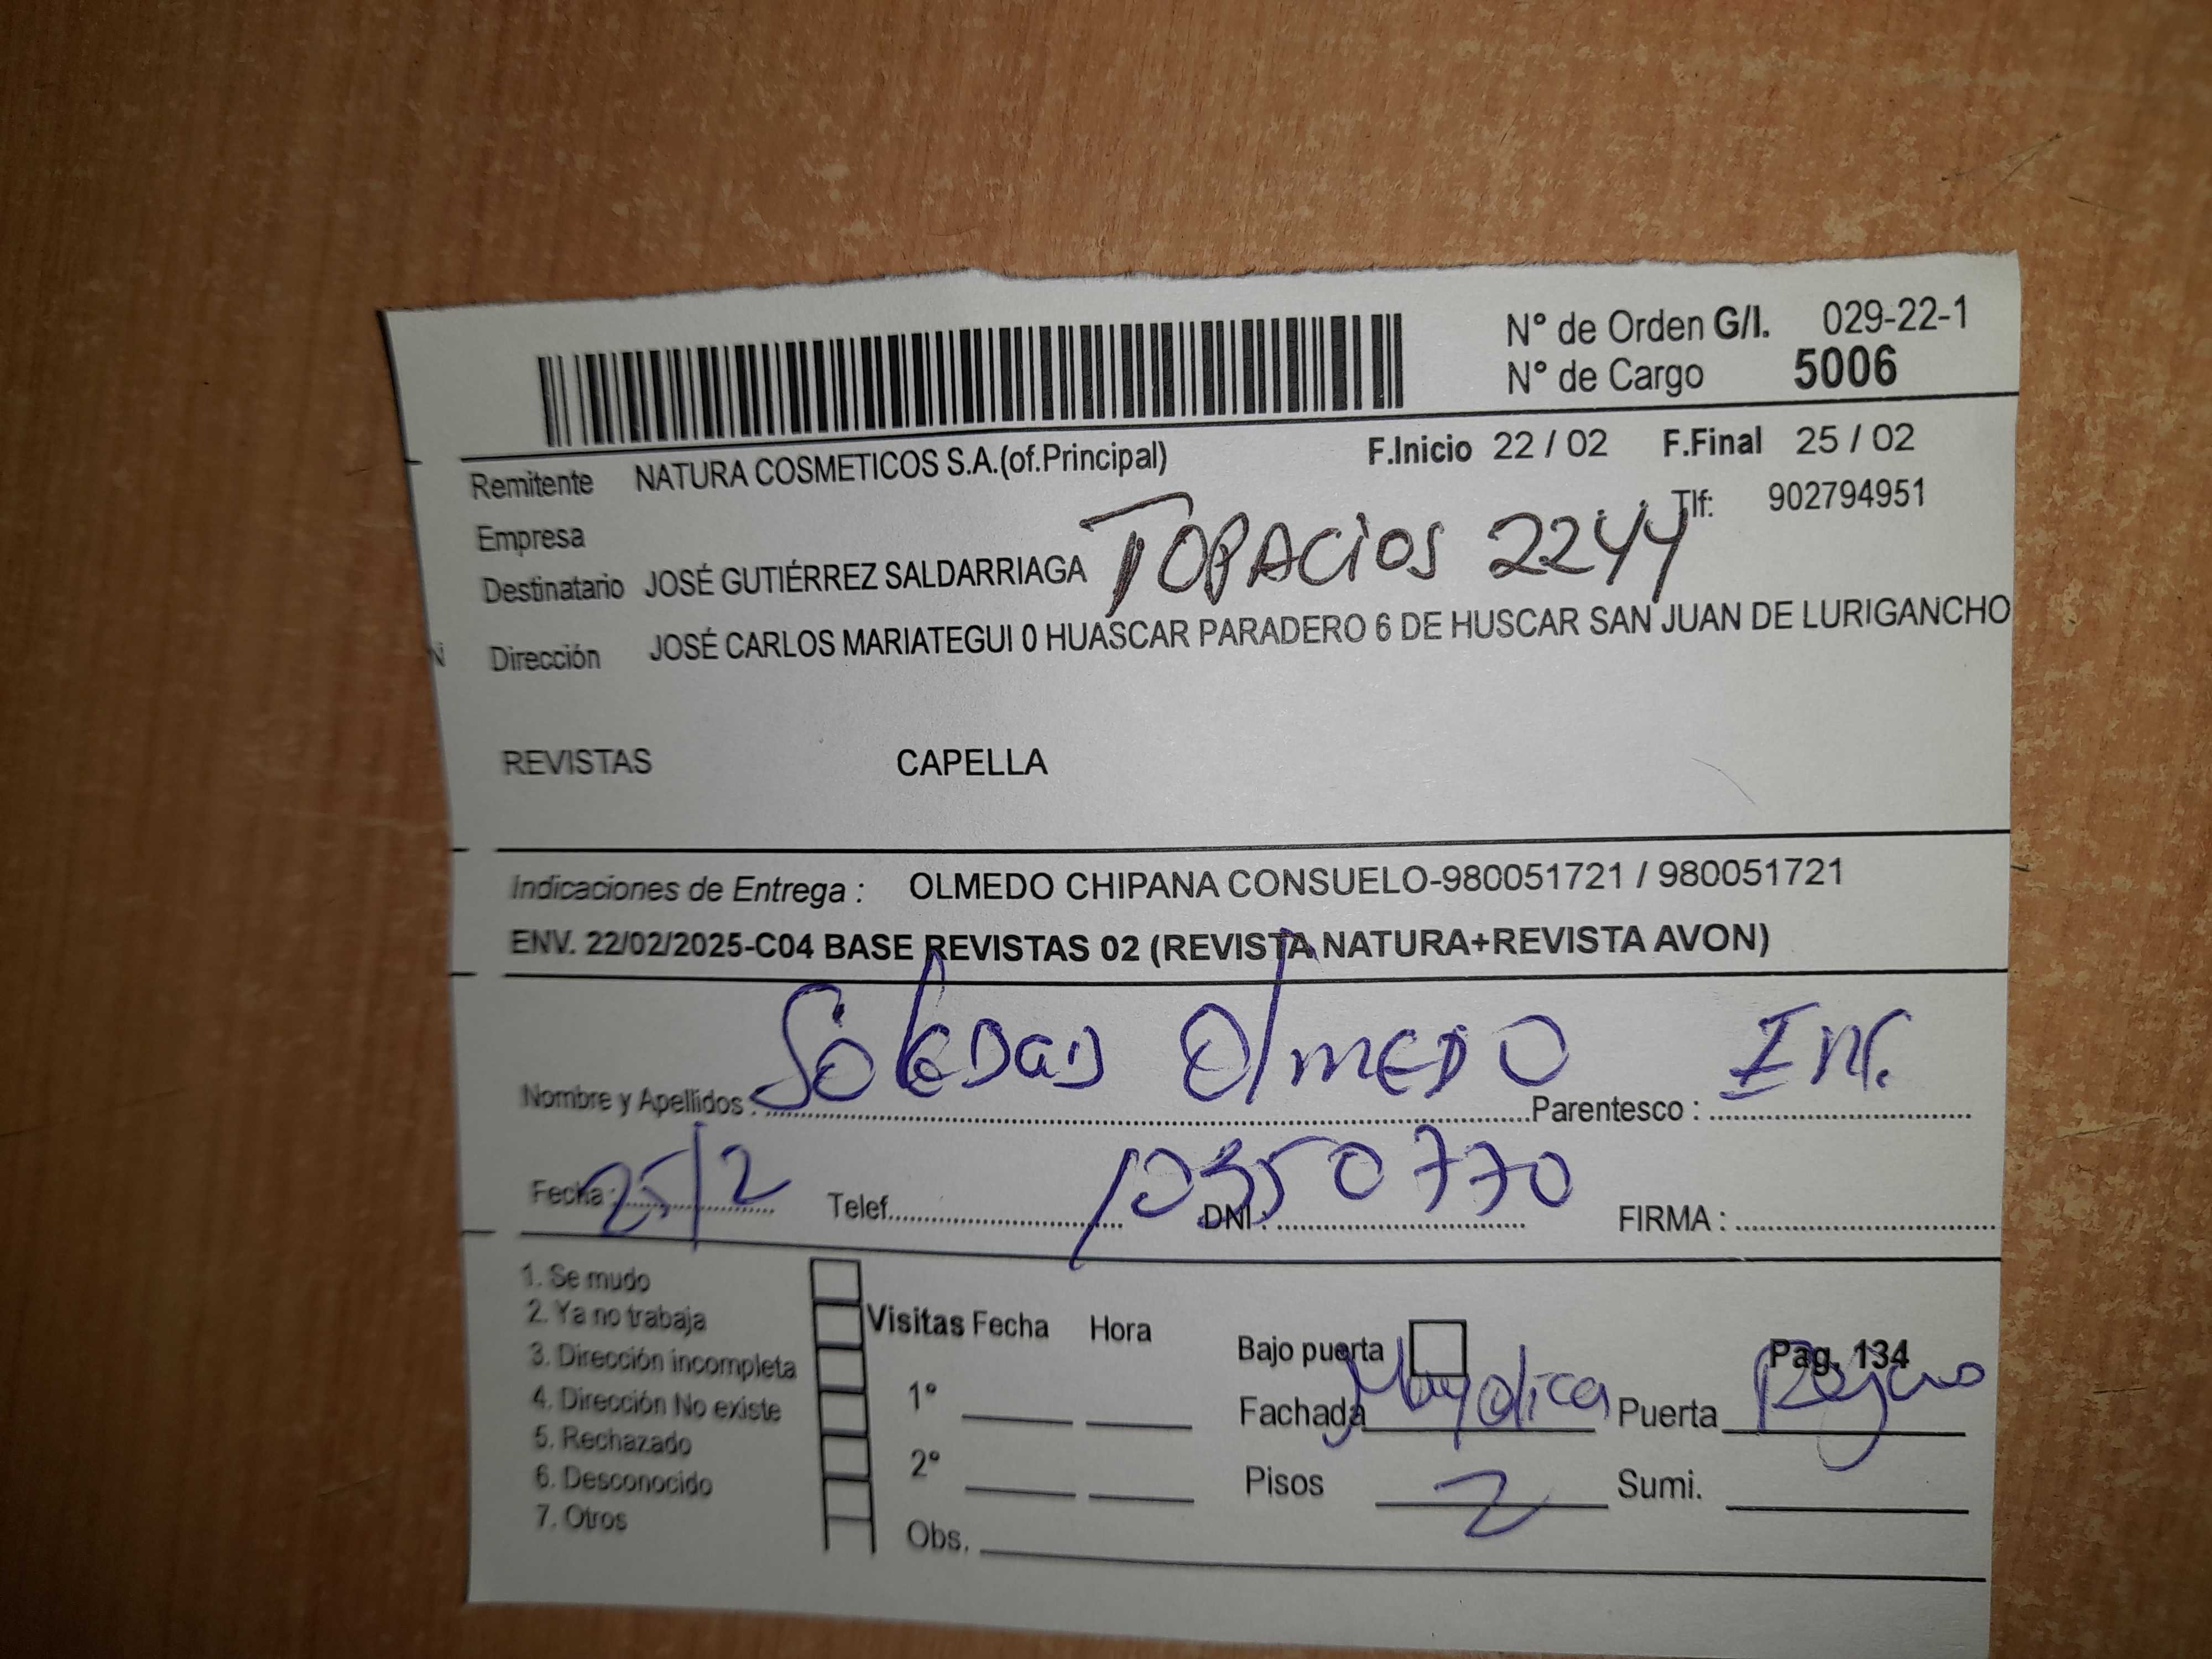 N° de Orden G/I. 029-22-1
N° de Cargo 5006
Remitente NATURA COSMETICOS S.A.(of.Principal) F.Inicio 22 / 02 F.Final 25 / 02
Empresa Tlf: 902794951
TOPACIOS 2244
Destinatario JOSÉ GUTIÉRREZ SALDARRIAGA
Dirección JOSÉ CARLOS MARIATEGUI 0 HUASCAR PARADERO 6 DE HUSCAR SAN JUAN DE LURIGANCHO
REVISTAS CAPELLA
Indicaciones de Entrega : OLMEDO CHIPANA CONSUELO-980051721 / 980051721
ENV. 22/02/2025-C04 BASE REVISTAS 02 (REVISTA NATURA+REVISTA AVON)
Nombre y Apellidos : SOLEDAD OlMEDO Parentesco : Inf.
Fecha : 25/2 Telef. DNI : 10350770 FIRMA :
1. Se mudo
2. Ya no trabaja
3. Dirección incompleta
4. Dirección No existe
5. Rechazado
6. Desconocido
7. Otros
Visitas Fecha Hora
1°
2°
Obs.
Bajo puerta Pag. 134
Fachada Mayolica Puerta
Pisos 2 Sumi.